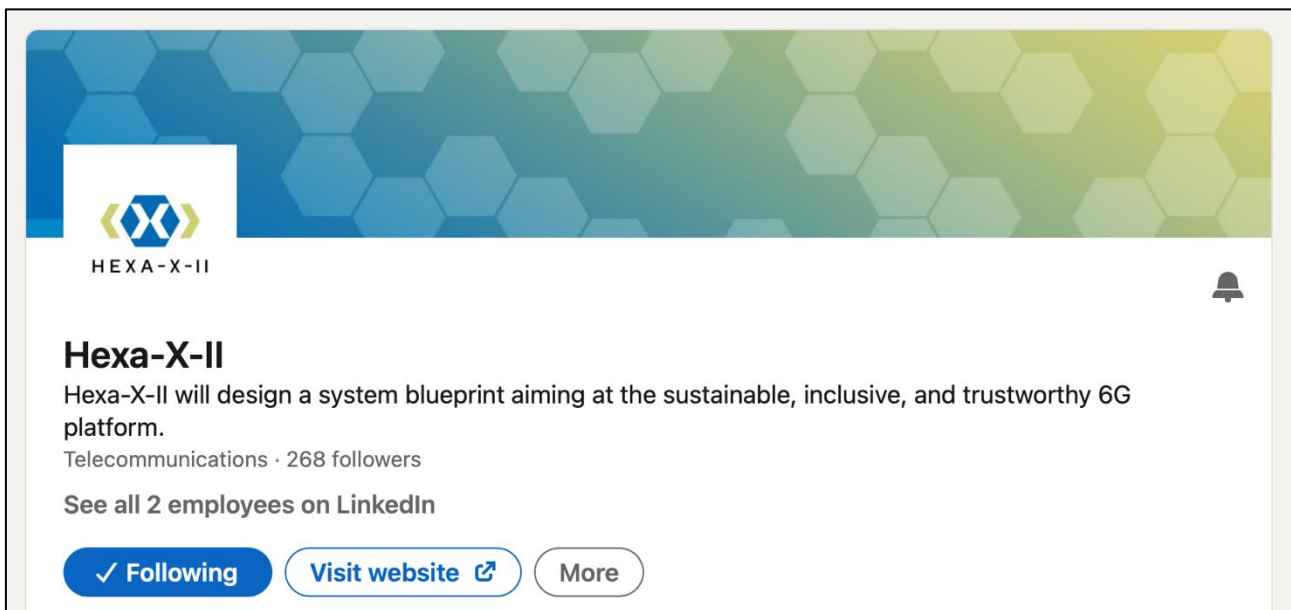 HEXA-X-II
Hexa-X-II
Hexa-X-II will design a system blueprint aiming at the sustainable, inclusive, and trustworthy 6G
platform.
Telecommunications · 268 followers
See all 2 employees on LinkedIn
✓ Following Visit website More